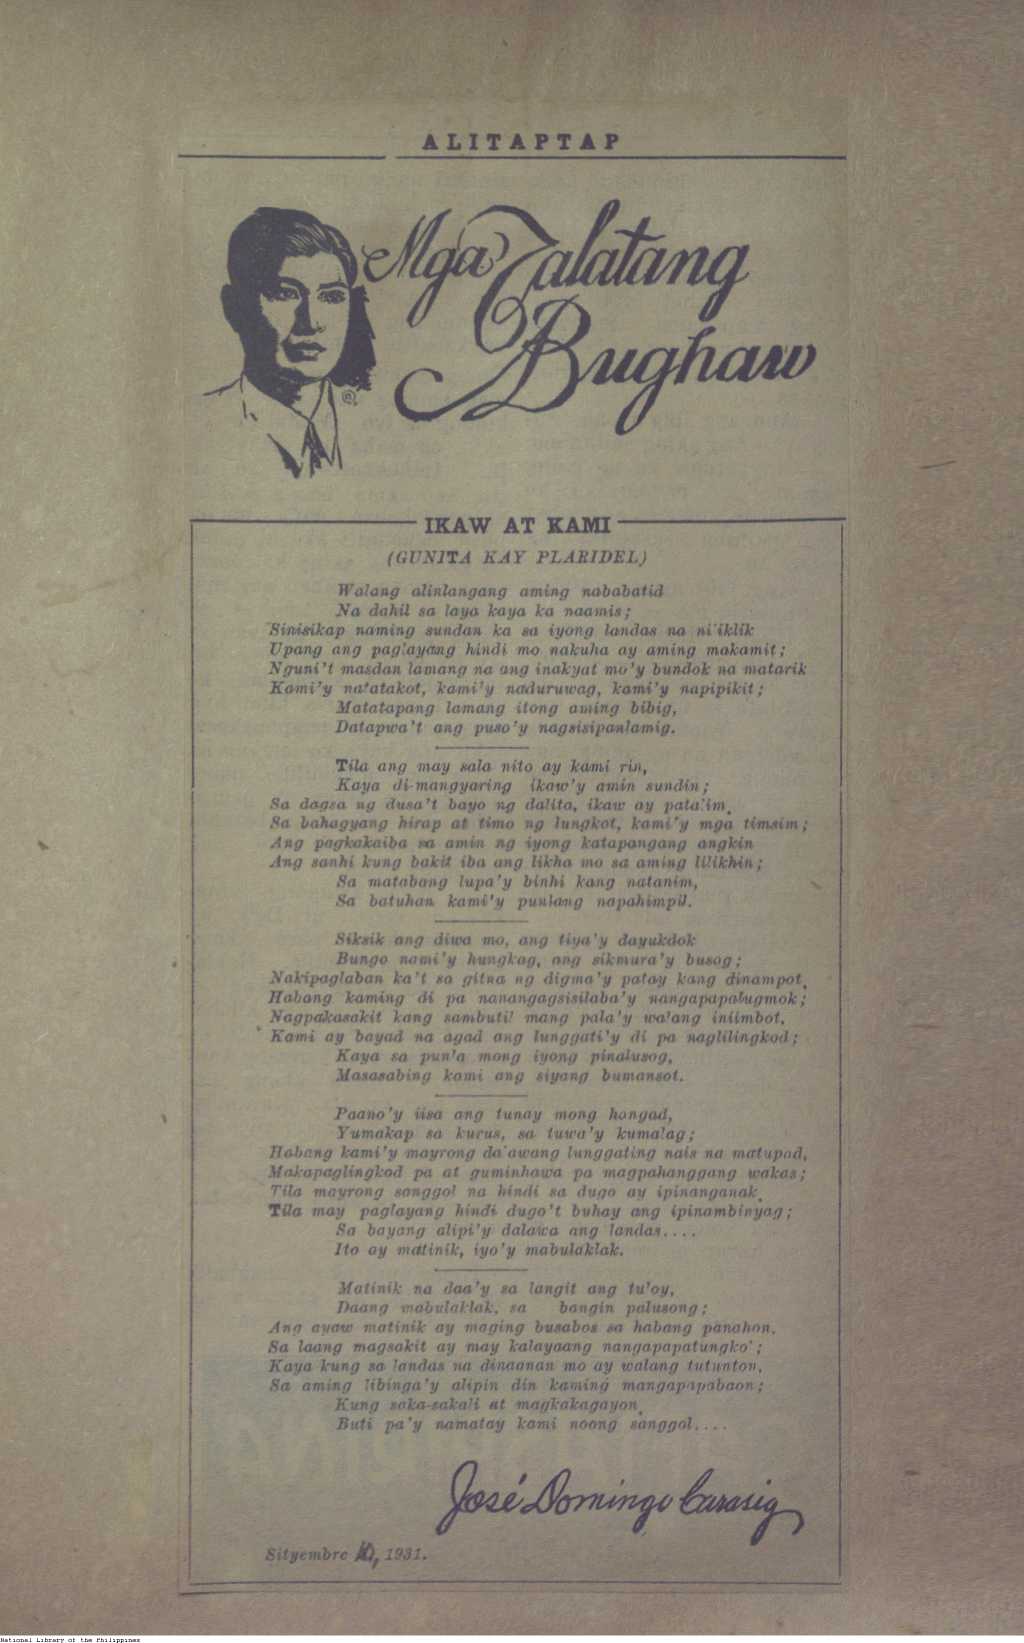 ALITAPTAP
Mga Talatang
Bughaw
IKAW AT KAMI
(GUNITA KAY PLARIDEL)
Walang alinlangang aming nababatid
Na dahil sa laya kaya ka naamis;
Sinisikap naming sundan ka sa iyong landas na ni'iklik
Upang ang paglayang hindi mo nakuha ay aming makamit;
Nguni't masdan lamang na ang inakyat mo'y bundok na matarik
Kami'y natatakot, kami'y naduruwag, kami'y napipikit;
Matatapang lamang itong aming bibig,
Datapwa't ang puso'y nagsisipanlamig.
Tila ang may sala nito ay kami rin,
Kaya di-mangyaring ikaw'y amin sundin;
Sa dagsa ng dusa't bayo ng dalita, ikaw ay patalim,
Sa bahagyang hirap at timo ng lungkot, kami'y mga timsim;
Ang pagkakaiba sa amin ng iyong katapangang angkin
Ang sanhi kung bakit iba ang likha mo sa aming lilikhin;
Sa matabang lupa'y binhi kang natanim,
Sa batuhan kami'y punlang napahimpil.
Siksik ang diwa mo, ang tiya'y dayukdok
Bungo nami'y hungkag, ang sikmura'y busog;
Nakipaglaban ka't sa gitna ng digma'y patay kang dinampot,
Habang kaming di pa nanangagsisilaba'y nangapapalugmok;
Nagpakasakit kang sambutil mang pala'y walang iniimbot,
Kami ay bayad na agad ang lunggati'y di pa naglilingkod;
Kaya sa punla mong iyong pinalusog,
Masasabing kami ang siyang bumansot.
Paano'y iisa ang tunay mong hangad,
Yumakap sa kurus, sa tuwa'y kumalag;
Habang kami'y mayrong dalawang lunggating nais na matupad,
Makapaglingkod pa at guminhawa pa magpahanggang wakas;
Tila mayrong sanggol na hindi sa dugo ay ipinanganak,
Tila may paglayang hindi dugo't buhay ang ipinambinyag;
Sa bayang alipi'y dalawa ang landas....
Ito ay matinik, iyo'y mabulaklak.
Matinik na daa'y sa langit ang tuloy,
Daang mabulaklak, sa bangin palusong;
Ang ayaw matinik ay maging busabos sa habang panahon,
Sa laang magsakit ay may kalayaang nangapapatungkol;
Kaya kung sa landas na dinaanan mo ay walang tutunton,
Sa aming libinga'y alipin din kaming mangapapabaon;
Kung saka-sakali at magkakagayon,
Buti pa'y namatay kami noong sanggol....
José Domingo Carasig
Sityembre 10, 1931.
National Library of the Philippines